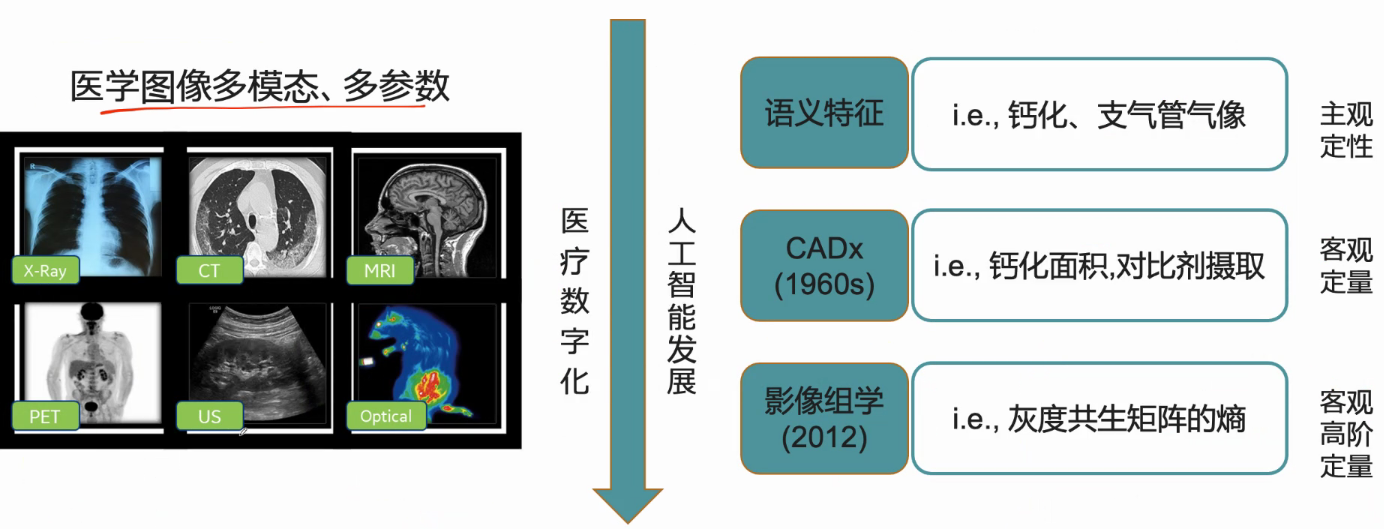 医学图像多模态、多参数
X-Ray
CT
MRI
PET
US
Optical
医疗数字化
人工智能发展
语义特征
i.e., 钙化、支气管气像
主观
定性
CADx
(1960s)
i.e., 钙化面积,对比剂摄取
客观
定量
影像组学
(2012)
i.e., 灰度共生矩阵的熵
客观
高阶
定量